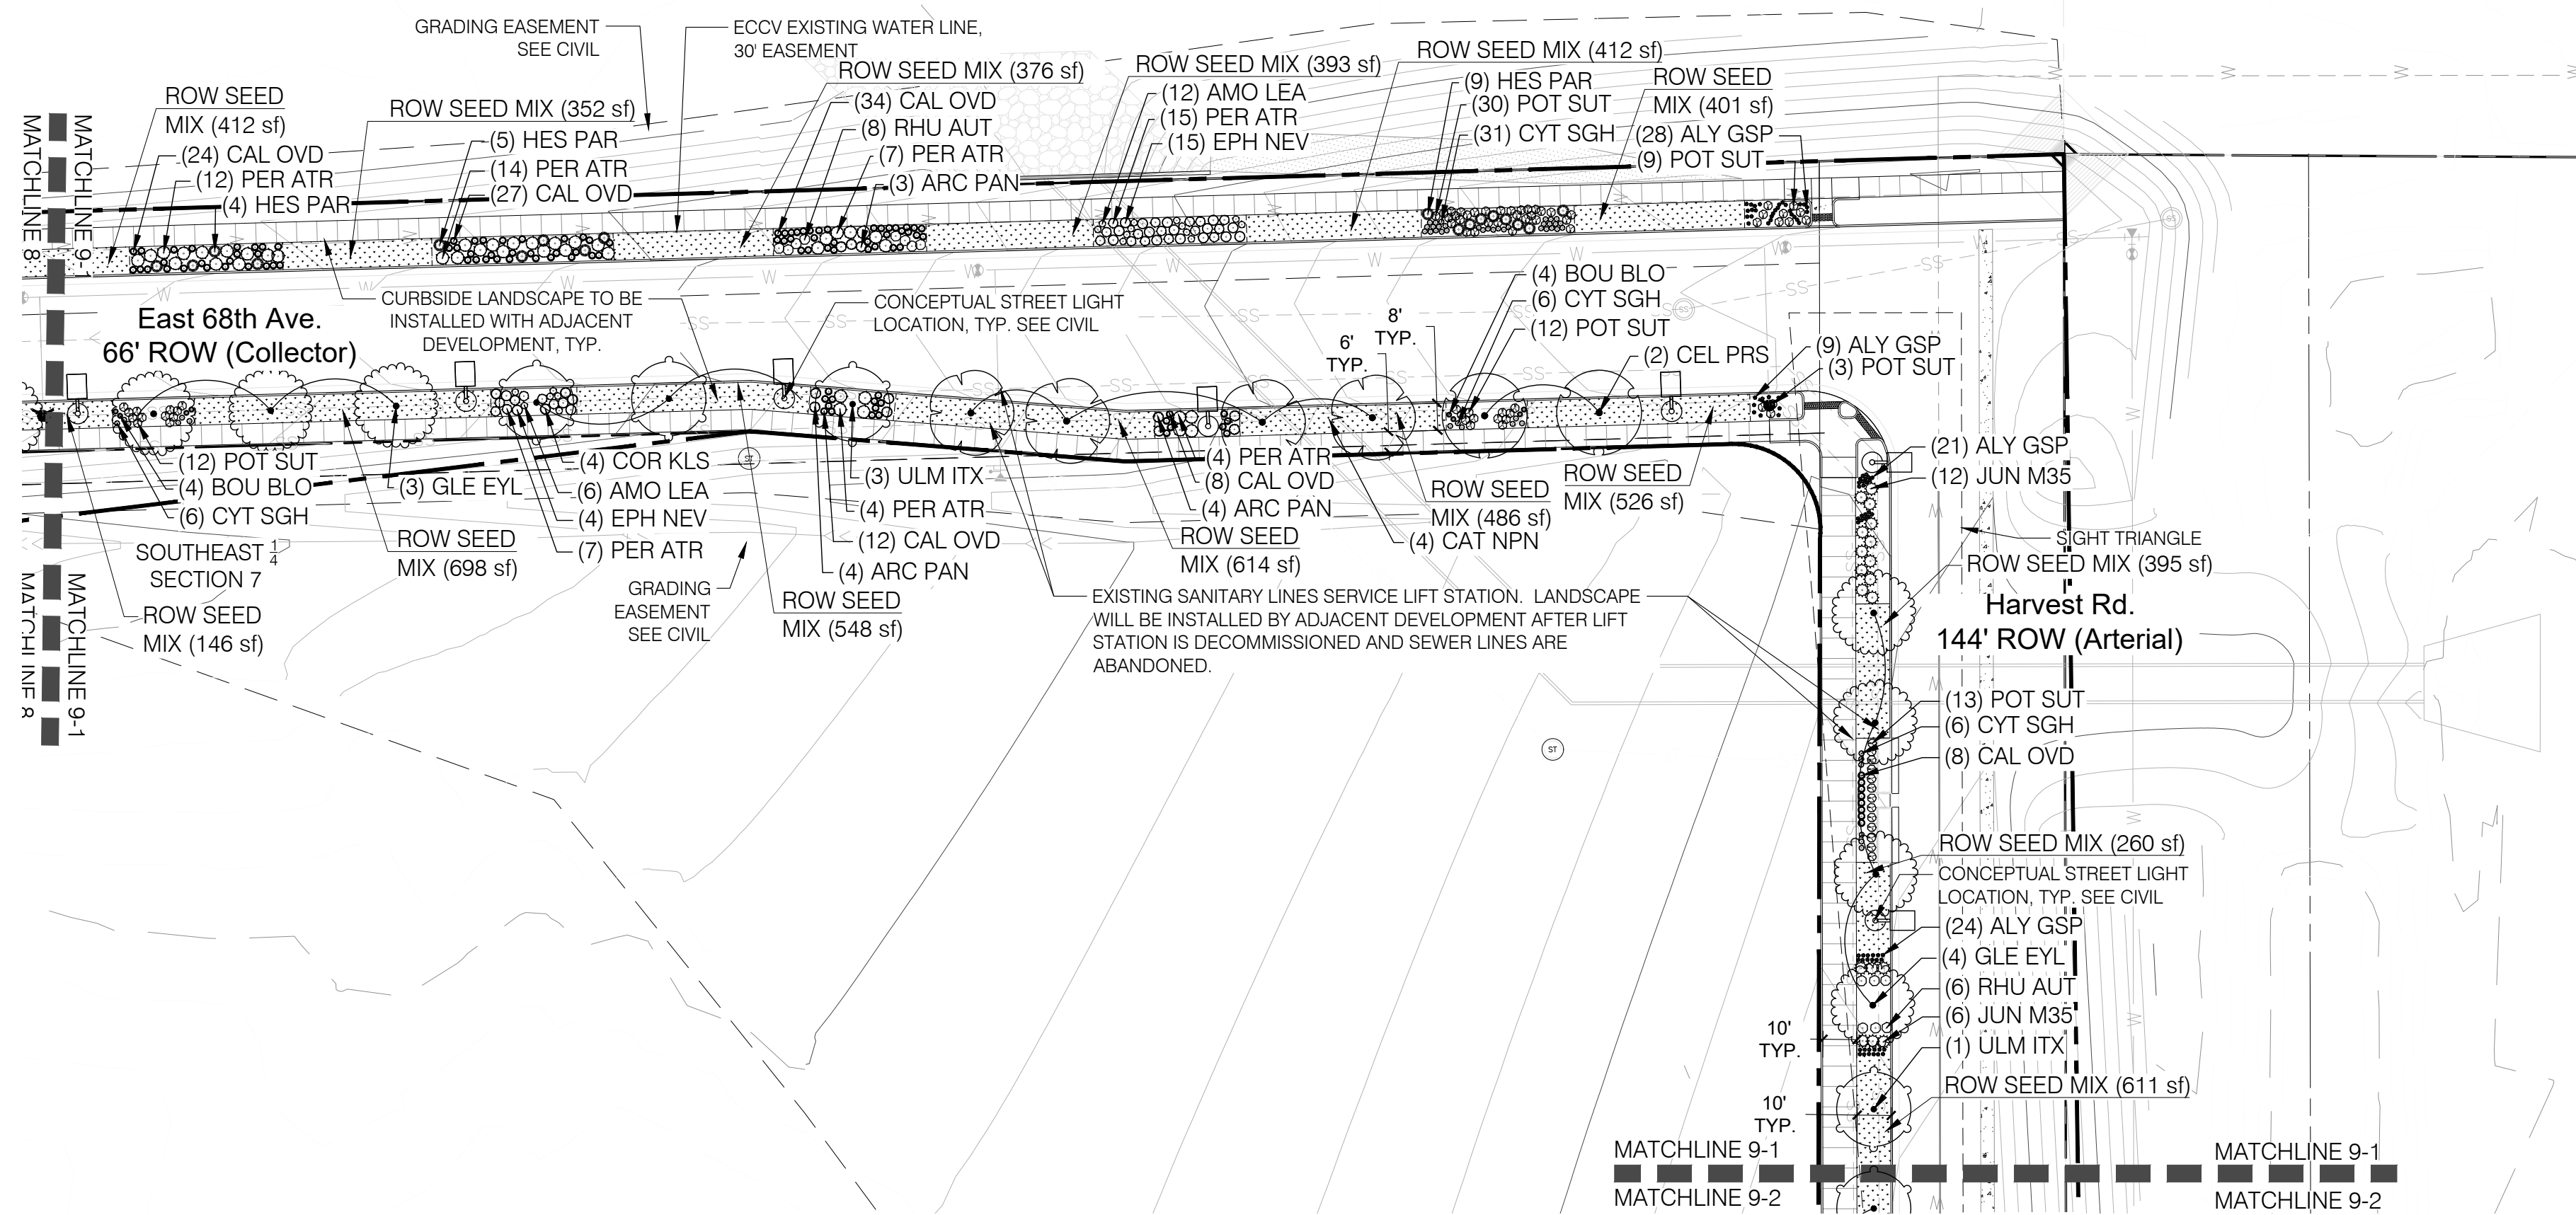 GRADING EASEMENT
SEE CIVIL
ECCV EXISTING WATER LINE,
30' EASEMENT
ROW SEED
MIX (412 sf)
(24) CAL OVD
(12) PER ATR
(4) HES PAR
ROW SEED MIX (352 sf)
(5) HES PAR
(14) PER ATR
(27) CAL OVD
ROW SEED MIX (376 sf)
(34) CAL OVD
(8) RHU AUT
(7) PER ATR
(3) ARC PAN
ROW SEED MIX (393 sf)
(12) AMO LEA
(15) PER ATR
(15) EPH NEV
ROW SEED MIX (412 sf)
(9) HES PAR
(30) POT SUT
(31) CYT SGH
ROW SEED
MIX (401 sf)
(28) ALY GSP
(9) POT SUT
MATCHLINE 8
MATCHLINE 9-1
East 68th Ave.
66' ROW (Collector)
CURBSIDE LANDSCAPE TO BE
INSTALLED WITH ADJACENT
DEVELOPMENT, TYP.
CONCEPTUAL STREET LIGHT
LOCATION, TYP. SEE CIVIL
6'
TYP.
8'
TYP.
(4) BOU BLO
(6) CYT SGH
(12) POT SUT
(2) CEL PRS
(9) ALY GSP
(3) POT SUT
(12) POT SUT
(4) BOU BLO
(6) CYT SGH
(3) GLE EYL
(4) COR KLS
(6) AMO LEA
(4) EPH NEV
(7) PER ATR
ST
(3) ULM ITX
(4) PER ATR
(12) CAL OVD
(4) ARC PAN
(4) PER ATR
(8) CAL OVD
(4) ARC PAN
ROW SEED
MIX (614 sf)
ROW SEED
MIX (486 sf)
(4) CAT NPN
ROW SEED
MIX (526 sf)
SOUTHEAST 1/4
SECTION 7
ROW SEED
MIX (146 sf)
ROW SEED
MIX (698 sf)
GRADING
EASEMENT
SEE CIVIL
ROW SEED
MIX (548 sf)
EXISTING SANITARY LINES SERVICE LIFT STATION. LANDSCAPE
WILL BE INSTALLED BY ADJACENT DEVELOPMENT AFTER LIFT
STATION IS DECOMMISSIONED AND SEWER LINES ARE
ABANDONED.
MATCHLINE 8
MATCHLINE 9-1
(21) ALY GSP
(12) JUN M35
SIGHT TRIANGLE
ROW SEED MIX (395 sf)
Harvest Rd.
144' ROW (Arterial)
(13) POT SUT
(6) CYT SGH
(8) CAL OVD
ST
ROW SEED MIX (260 sf)
CONCEPTUAL STREET LIGHT
LOCATION, TYP. SEE CIVIL
(24) ALY GSP
(4) GLE EYL
(6) RHU AUT
(6) JUN M35
(1) ULM ITX
ROW SEED MIX (611 sf)
10'
TYP.
10'
TYP.
MATCHLINE 9-1
MATCHLINE 9-2
MATCHLINE 9-1
MATCHLINE 9-2